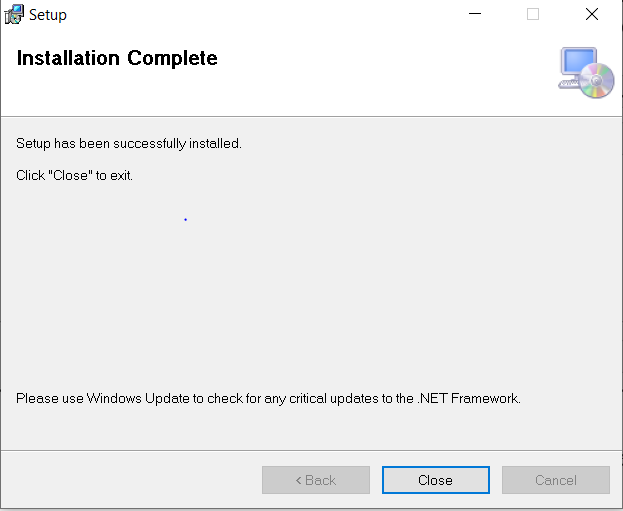 Setup
Installation Complete
Setup has been successfully installed.
Click "Close" to exit.
Please use Windows Update to check for any critical updates to the .NET Framework.
< Back
Close
Cancel